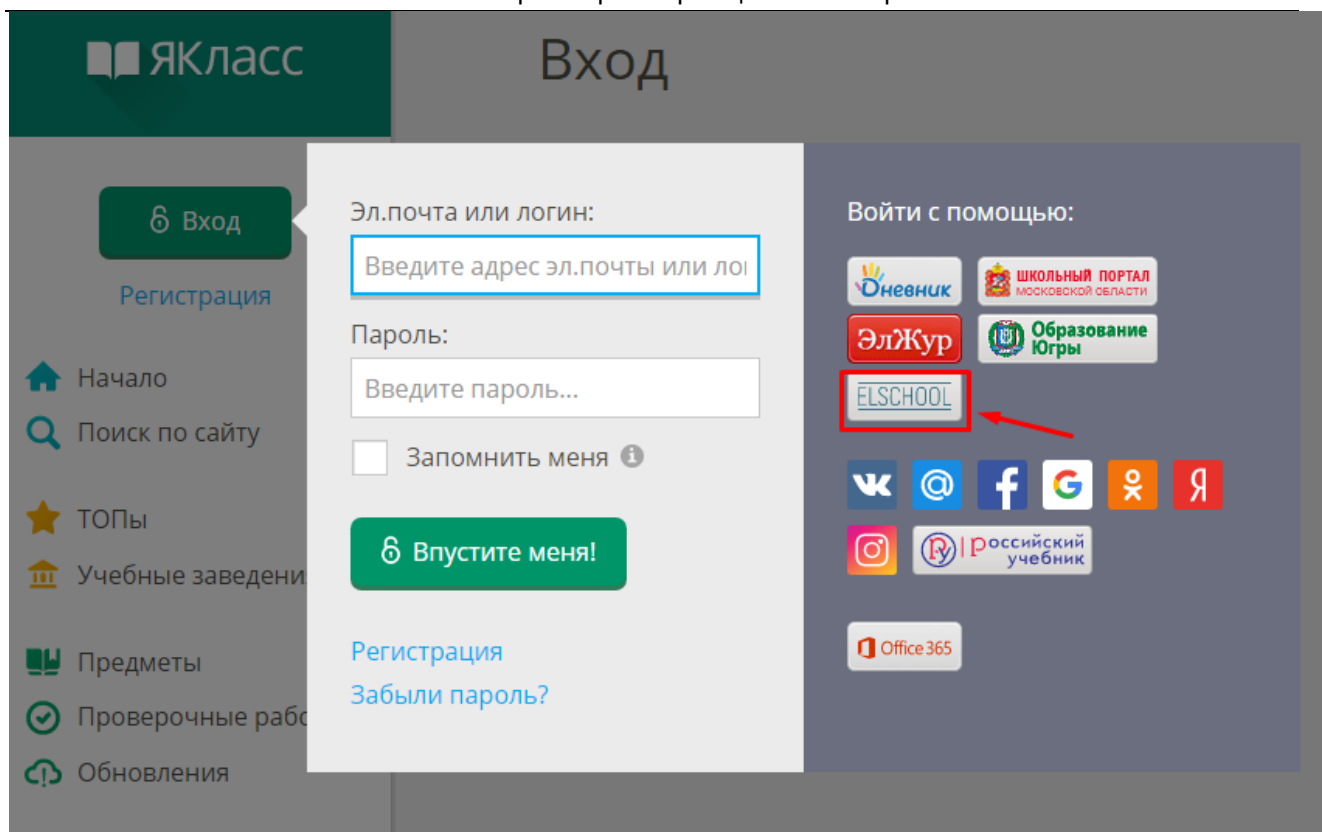 ЯКласс
Вход
Вход
Регистрация
Начало
Поиск по сайту
ТОПы
Учебные заведени
Предметы
Проверочные рабо
Обновления
Эл.почта или логин:
Введите адрес эл.почты или лог
Пароль:
Введите пароль...
Запомнить меня
Впустите меня!
Регистрация
Забыли пароль?
Войти с помощью:
Дневник
ШКОЛЬНЫЙ ПОРТАЛ
МОСКОВСКОЙ ОБЛАСТИ
ЭлЖур
Образование
Югры
ELSCHOOL
Российский
учебник
Office 365